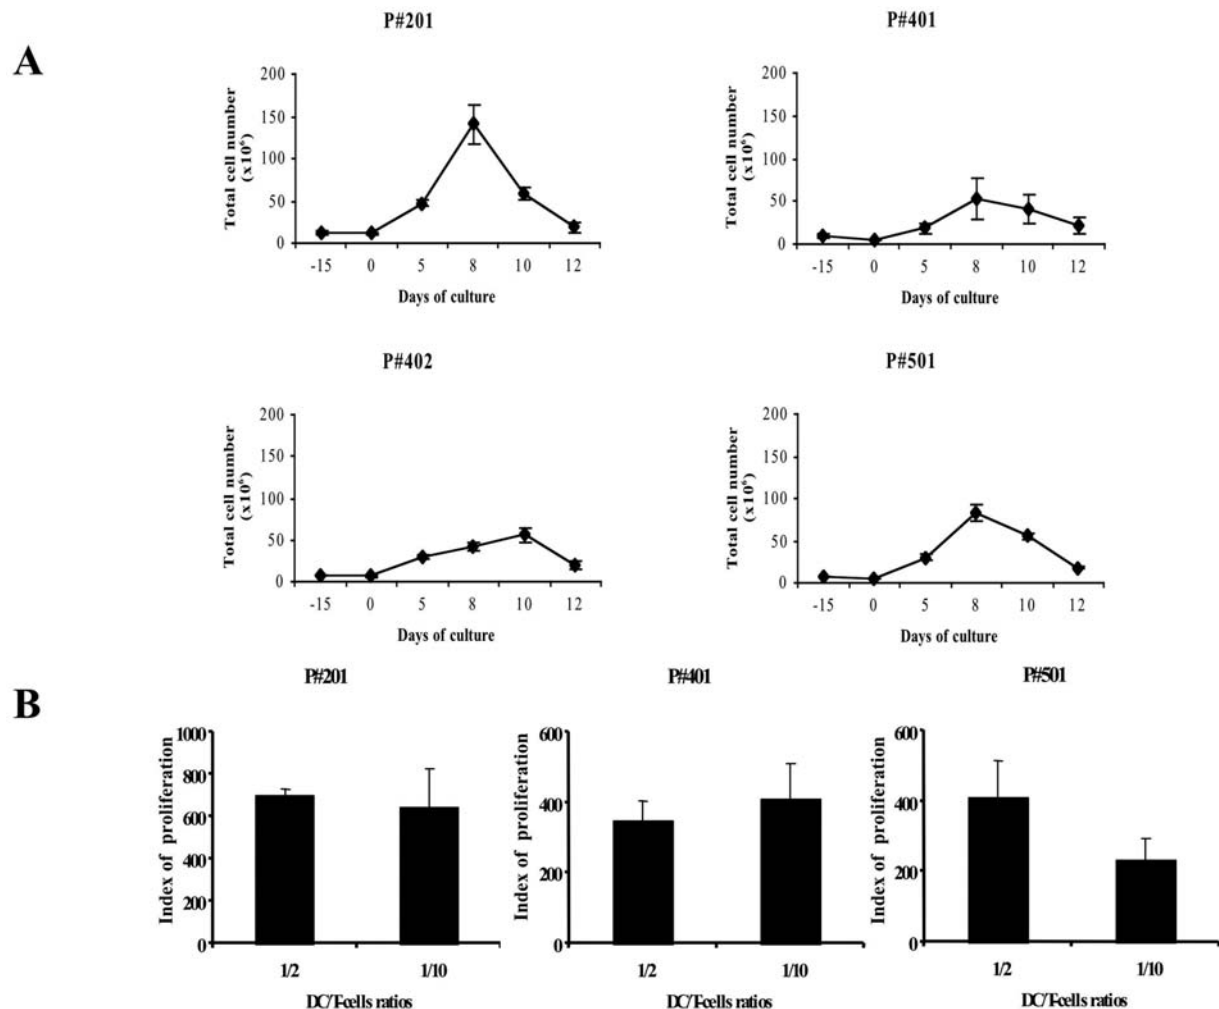 A
P#201
Total cell number
(x10⁶)
200
150
100
50
0
-15 0 5 8 10 12
Days of culture
P#401
Total cell number
(x10⁶)
200
150
100
50
0
-15 0 5 8 10 12
Days of culture
P#402
Total cell number
(x10⁶)
200
150
100
50
0
-15 0 5 8 10 12
Days of culture
P#501
Total cell number
(x10⁶)
200
150
100
50
0
-15 0 5 8 10 12
Days of culture
B
P#201
Index of proliferation
1000
800
600
400
200
0
1/2 1/10
DC/T-cells ratios
P#401
Index of proliferation
600
400
200
0
1/2 1/10
DC/T-cells ratios
P#501
Index of proliferation
600
400
200
0
1/2 1/10
DC/T-cells ratios